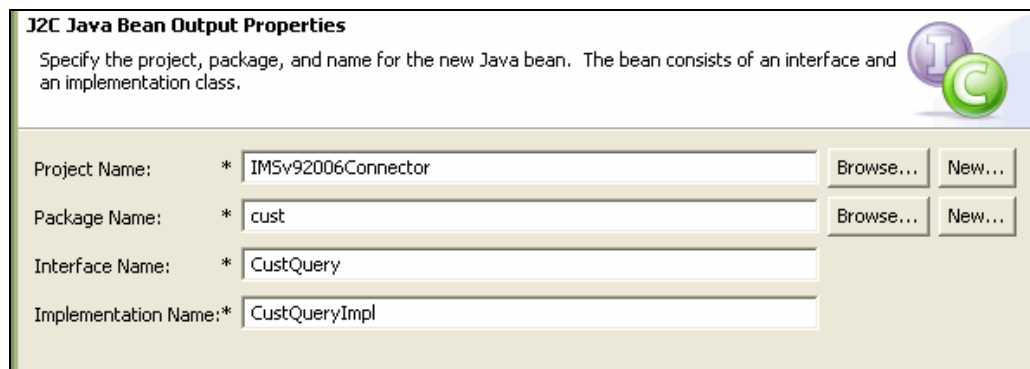 J2C Java Bean Output Properties
Specify the project, package, and name for the new Java bean. The bean consists of an interface and
an implementation class.
I
C
Project Name: * IMSv92006Connector Browse... New...
Package Name: * cust Browse... New...
Interface Name: * CustQuery
Implementation Name:* CustQueryImpl